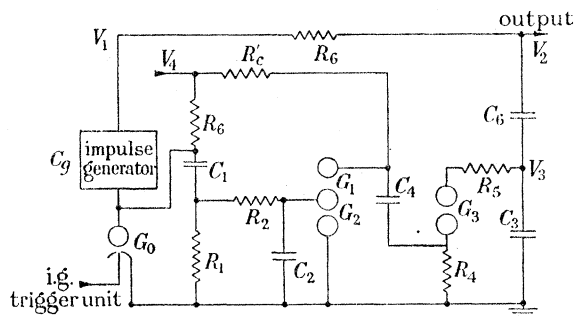 output
V₁
R₆
V₂
V₄
R′c
R₆
C₆
Cg
impulse
generator
C₁
G₁
C₄
V₃
R₅
G₀
R₂
G₂
G₃
C₃
R₁
C₂
R₄
i.g.
trigger unit